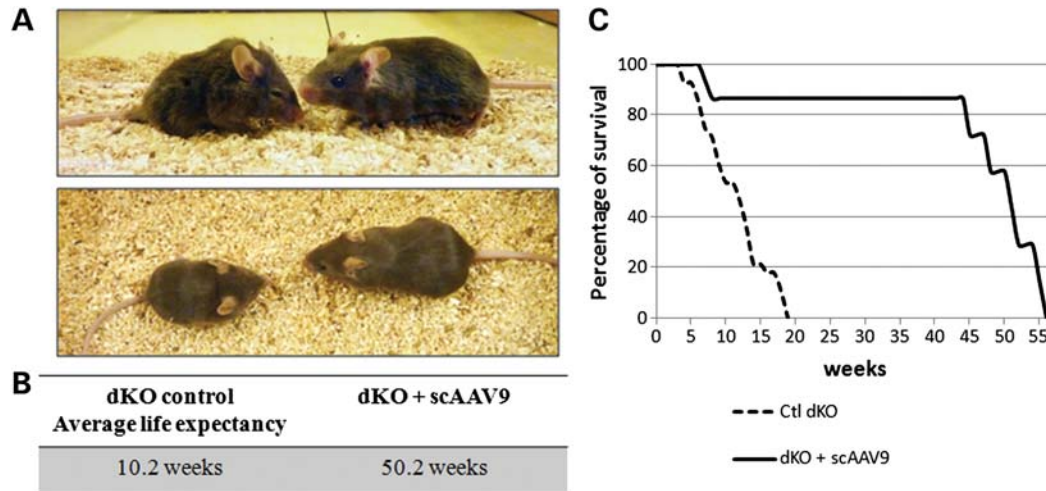 A
B
dKO control
dKO + scAAV9
Average life expectancy
10.2 weeks
50.2 weeks
C
Percentage of survival
100
80
60
40
20
0
0 5 10 15 20 25 30 35 40 45 50 55
weeks
Ctl dKO
dKO + scAAV9